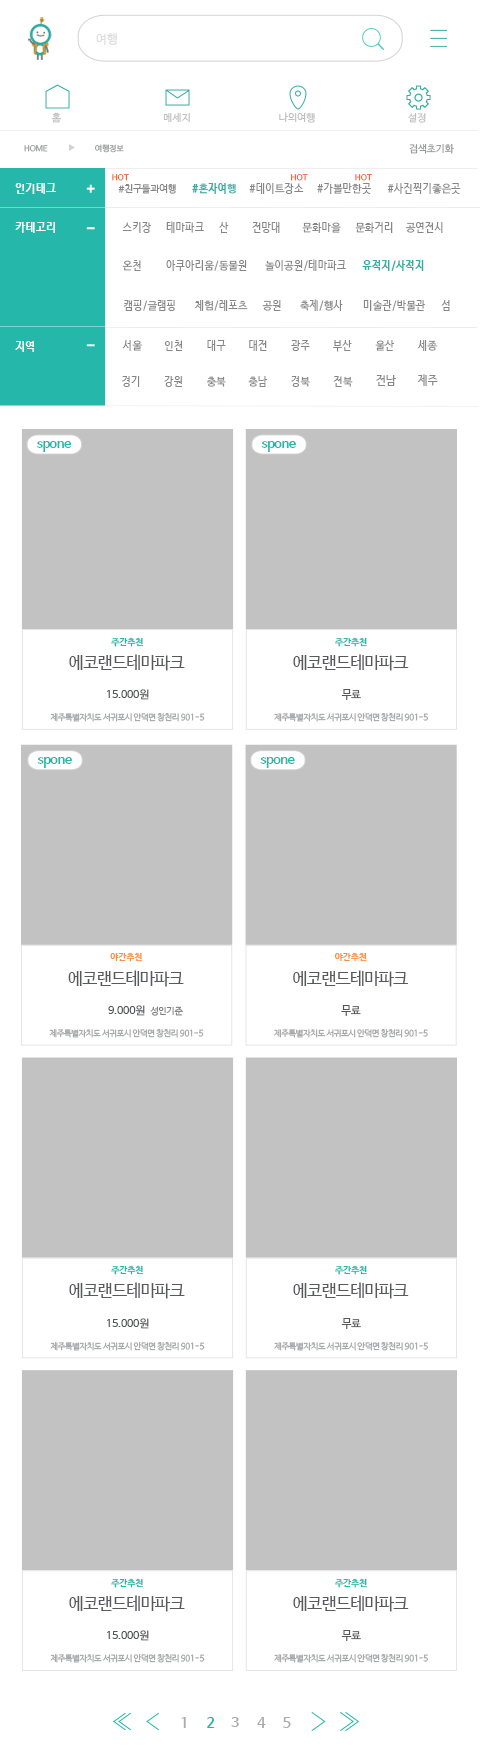 여행
홈 메세지 나의여행 설정
HOME 여행정보 검색초기화
HOT HOT HOT
인기태그 + #친구들과여행 #혼자여행 #데이트장소 #가볼만한곳 #사진찍기좋은곳
카테고리 − 스키장 테마파크 산 전망대 문화마을 문화거리 공연전시
온천 아쿠아리움/동물원 놀이공원/테마파크 유적지/사적지
캠핑/글램핑 체험/레포츠 공원 축제/행사 미술관/박물관 섬
지역 − 서울 인천 대구 대전 광주 부산 울산 세종
경기 강원 충북 충남 경북 전북 전남 제주
spone spone
주간추천 주간추천
에코랜드테마파크 에코랜드테마파크
15.000원 무료
제주특별자치도 서귀포시 안덕면 창천리 901-5 제주특별자치도 서귀포시 안덕면 창천리 901-5
spone spone
야간추천 야간추천
에코랜드테마파크 에코랜드테마파크
9.000원 성인기준 무료
제주특별자치도 서귀포시 안덕면 창천리 901-5 제주특별자치도 서귀포시 안덕면 창천리 901-5
주간추천 주간추천
에코랜드테마파크 에코랜드테마파크
15.000원 무료
제주특별자치도 서귀포시 안덕면 창천리 901-5 제주특별자치도 서귀포시 안덕면 창천리 901-5
주간추천 주간추천
에코랜드테마파크 에코랜드테마파크
15.000원 무료
제주특별자치도 서귀포시 안덕면 창천리 901-5 제주특별자치도 서귀포시 안덕면 창천리 901-5
1 2 3 4 5